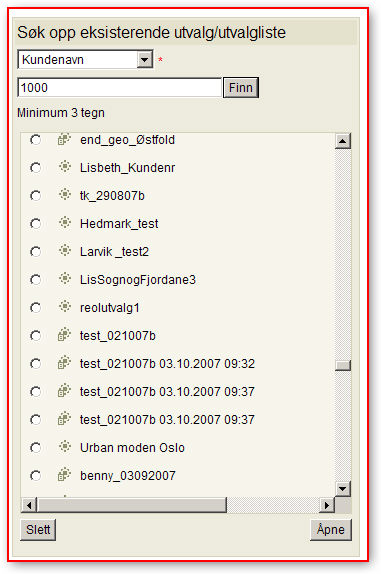 Søk opp eksisterende utvalg/utvalgliste
Kundenavn *
1000 Finn
Minimum 3 tegn
end_geo_Østfold
Lisbeth_Kundenr
tk_290807b
Hedmark_test
Larvik _test2
LisSognogFjordane3
reolutvalg1
test_021007b
test_021007b 03.10.2007 09:32
test_021007b 03.10.2007 09:37
test_021007b 03.10.2007 09:37
Urban moden Oslo
benny_03092007
Slett Åpne